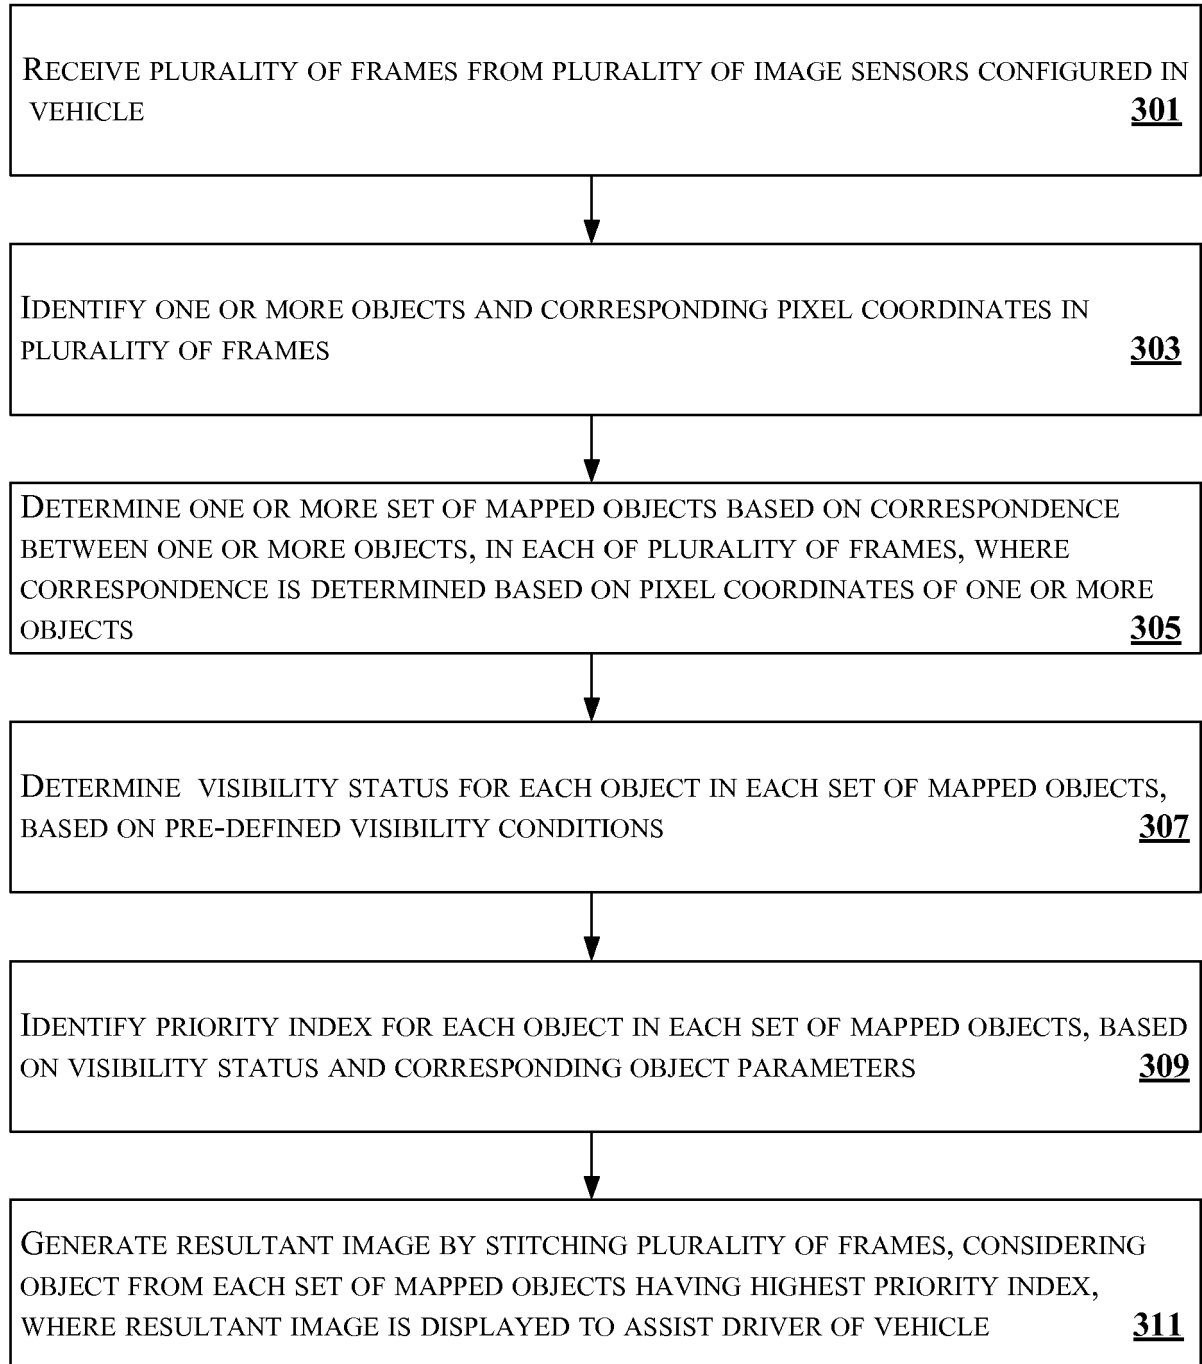 RECEIVE PLURALITY OF FRAMES FROM PLURALITY OF IMAGE SENSORS CONFIGURED IN
VEHICLE 301
IDENTIFY ONE OR MORE OBJECTS AND CORRESPONDING PIXEL COORDINATES IN
PLURALITY OF FRAMES 303
DETERMINE ONE OR MORE SET OF MAPPED OBJECTS BASED ON CORRESPONDENCE
BETWEEN ONE OR MORE OBJECTS, IN EACH OF PLURALITY OF FRAMES, WHERE
CORRESPONDENCE IS DETERMINED BASED ON PIXEL COORDINATES OF ONE OR MORE
OBJECTS 305
DETERMINE VISIBILITY STATUS FOR EACH OBJECT IN EACH SET OF MAPPED OBJECTS,
BASED ON PRE-DEFINED VISIBILITY CONDITIONS 307
IDENTIFY PRIORITY INDEX FOR EACH OBJECT IN EACH SET OF MAPPED OBJECTS, BASED
ON VISIBILITY STATUS AND CORRESPONDING OBJECT PARAMETERS 309
GENERATE RESULTANT IMAGE BY STITCHING PLURALITY OF FRAMES, CONSIDERING
OBJECT FROM EACH SET OF MAPPED OBJECTS HAVING HIGHEST PRIORITY INDEX,
WHERE RESULTANT IMAGE IS DISPLAYED TO ASSIST DRIVER OF VEHICLE 311